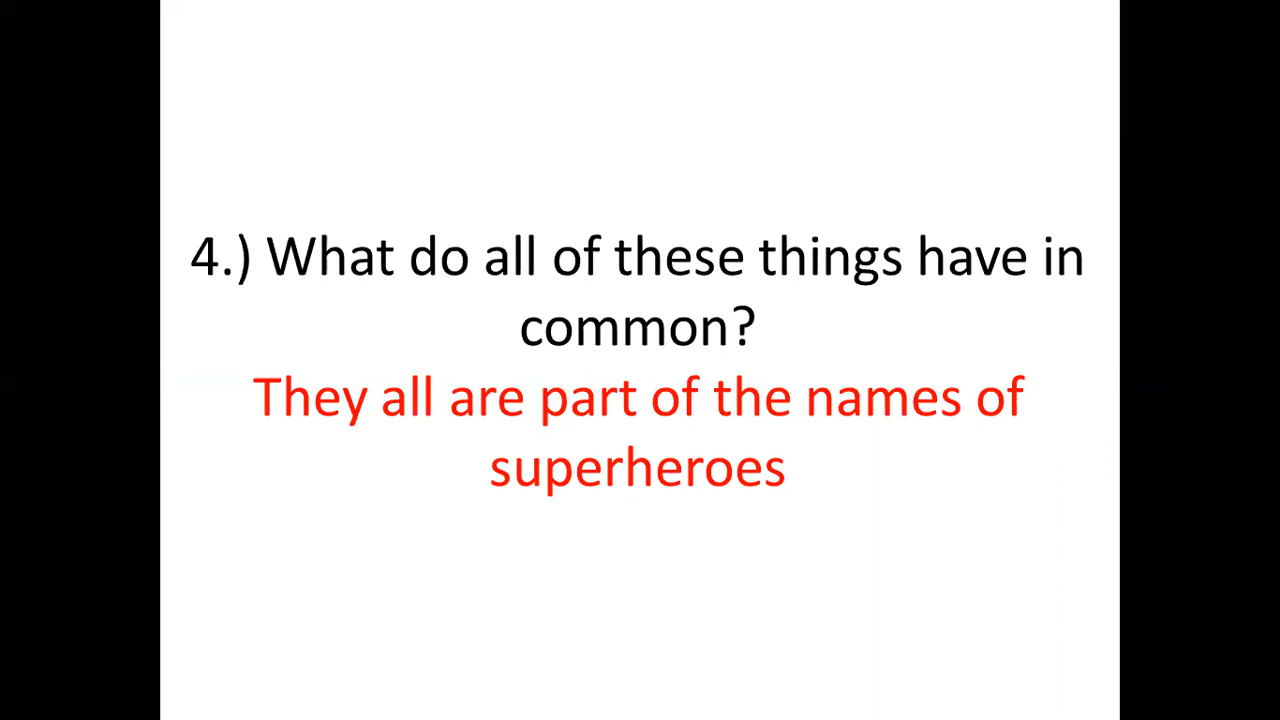 4.) What do all of these things have in
common?
They all are part of the names of
superheroes